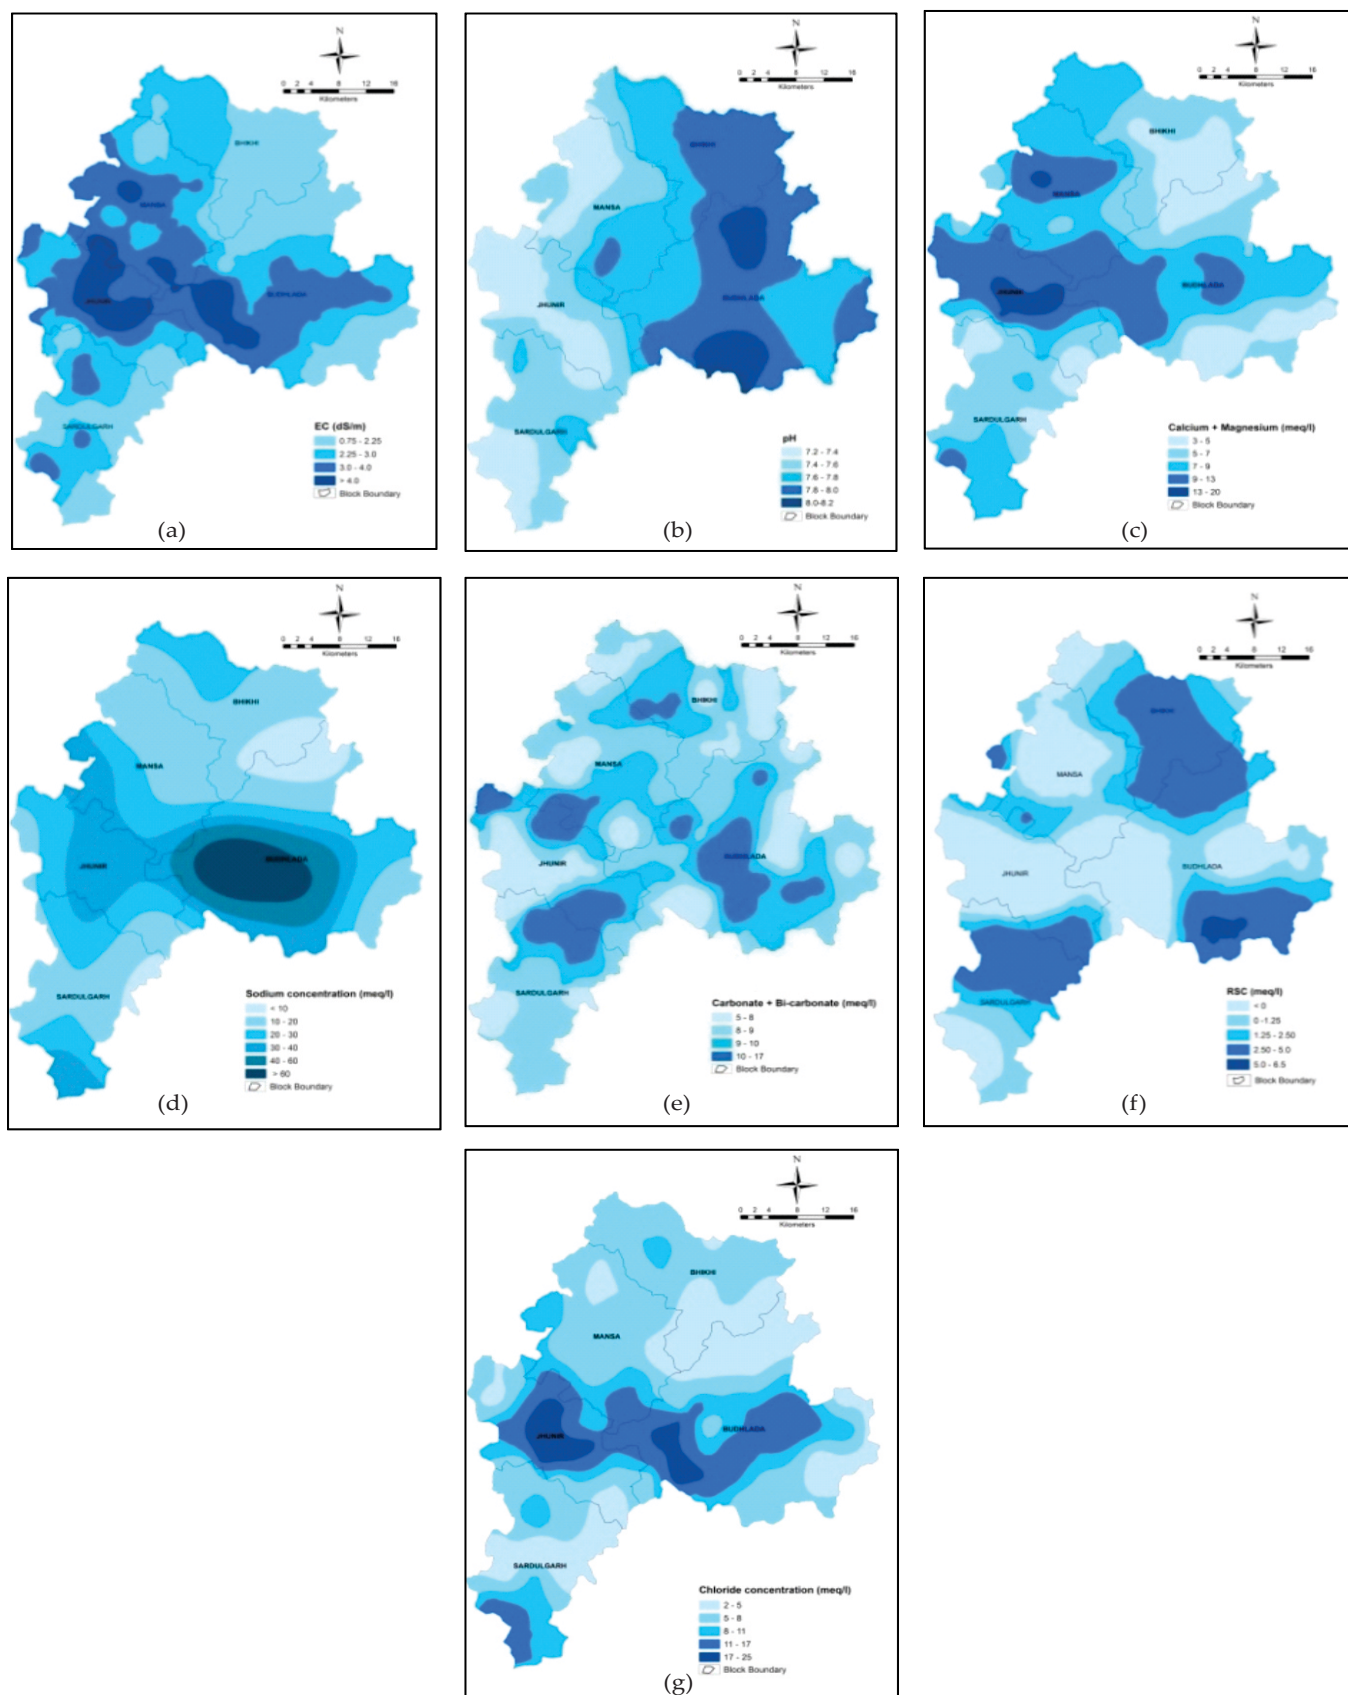 N
0 2 4 8 12 16
Kilometers
BHIKHI
MANSA
JHUNIR
BUDHLADA
SARDULGARH
EC (dS/m)
0.75 - 2.25
2.25 - 3.0
3.0 - 4.0
> 4.0
Block Boundary
(a)
N
0 2 4 8 12 16
Kilometers
BHIKHI
MANSA
JHUNIR
BUDHLADA
SARDULGARH
pH
7.2 - 7.4
7.4 - 7.6
7.6 - 7.8
7.8 - 8.0
8.0-8.2
Block Boundary
(b)
N
0 2 4 8 12 16
Kilometers
BHIKHI
MANSA
JHUNIR
BUDHLADA
SARDULGARH
Calcium + Magnesium (meq/l)
3 - 5
5 - 7
7 - 9
9 - 13
13 - 20
Block Boundary
(c)
N
0 2 4 8 12 16
Kilometers
BHIKHI
MANSA
JHUNIR
BUDHLADA
SARDULGARH
Sodium concentration (meq/l)
< 10
10 - 20
20 - 30
30 - 40
40 - 60
> 60
Block Boundary
(d)
N
0 2 4 8 12 16
Kilometers
BHIKHI
MANSA
JHUNIR
BUDHLADA
SARDULGARH
Carbonate + Bi-carbonate (meq/l)
5 - 8
8 - 9
9 - 10
10 - 17
Block Boundary
(e)
N
0 2 4 8 12 16
Kilometers
BHIKHI
MANSA
JHUNIR
BUDHLADA
SARDULGARH
RSC (meq/l)
< 0
0 -1.25
1.25 - 2.50
2.50 - 5.0
5.0 - 6.5
Block Boundary
(f)
N
0 2 4 8 12 16
Kilometers
BHIKHI
MANSA
JHUNIR
BUDHLADA
SARDULGARH
Chloride concentration (meq/l)
2 - 5
5 - 8
8 - 11
11 - 17
17 - 25
Block Boundary
(g)